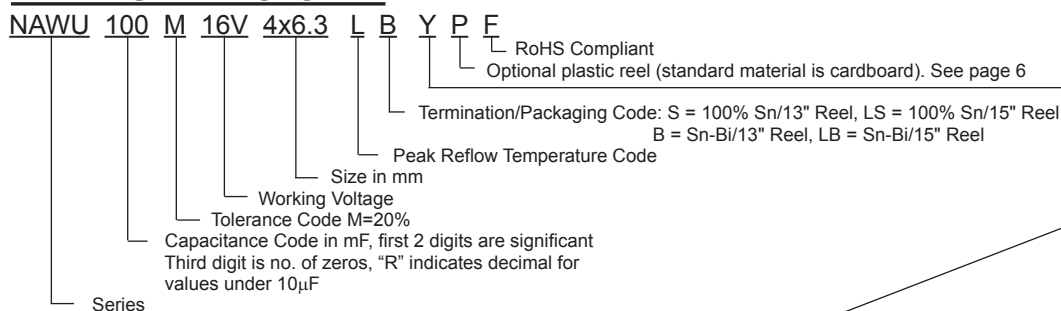 NAWU 100 M 16V 4x6.3 L B Y P F
RoHS Compliant
Optional plastic reel (standard material is cardboard). See page 6
Termination/Packaging Code: S = 100% Sn/13" Reel, LS = 100% Sn/15" Reel
B = Sn-Bi/13" Reel, LB = Sn-Bi/15" Reel
Peak Reflow Temperature Code
Size in mm
Working Voltage
Tolerance Code M=20%
Capacitance Code in mF, first 2 digits are significant
Third digit is no. of zeros, “R” indicates decimal for
values under 10μF
Series